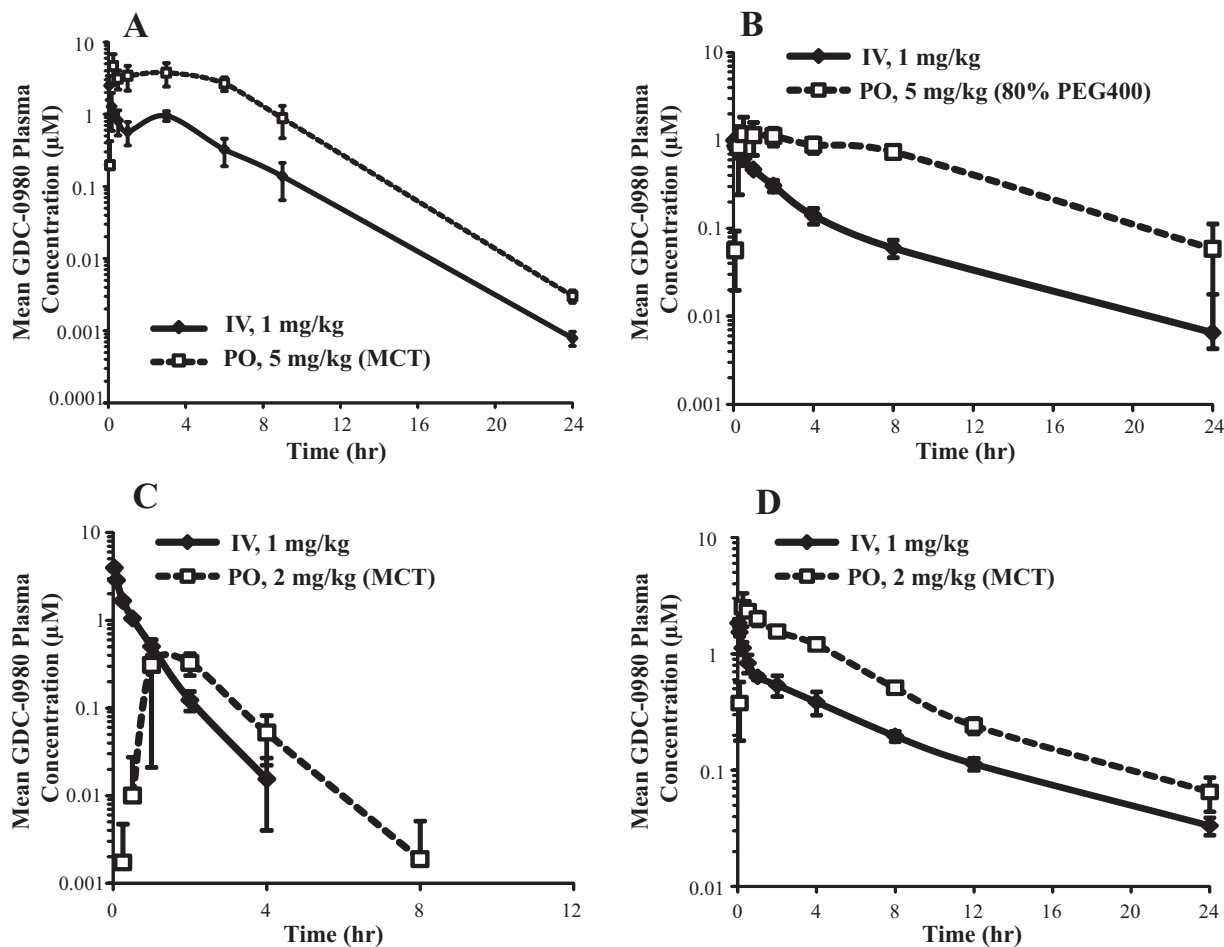 A
Mean GDC-0980 Plasma
Concentration (µM)
10
1
0.1
0.01
0.001
0.0001
IV, 1 mg/kg
PO, 5 mg/kg (MCT)
0 4 8 12 16 20 24
Time (hr)
B
Mean GDC-0980 Plasma
Concentration (µM)
10
1
0.1
0.01
0.001
IV, 1 mg/kg
PO, 5 mg/kg (80% PEG400)
0 4 8 12 16 20 24
Time (hr)
C
Mean GDC-0980 Plasma
Concentration (µM)
10
1
0.1
0.01
0.001
IV, 1 mg/kg
PO, 2 mg/kg (MCT)
0 4 8 12
Time (hr)
D
Mean GDC-0980 Plasma
Concentration (µM)
10
1
0.1
0.01
IV, 1 mg/kg
PO, 2 mg/kg (MCT)
0 4 8 12 16 20 24
Time (hr)